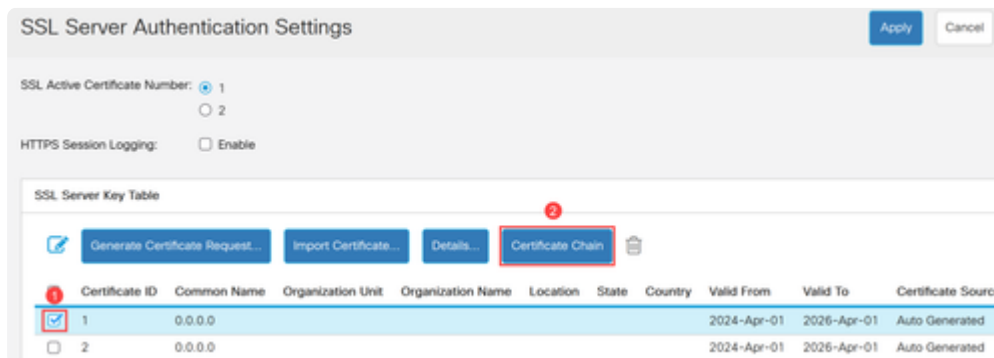 SSL Server Authentication Settings
Apply Cancel
SSL Active Certificate Number: 1
2
HTTPS Session Logging: Enable
SSL Server Key Table
2
Generate Certificate Request... Import Certificate... Details... Certificate Chain
1 Certificate ID Common Name Organization Unit Organization Name Location State Country Valid From Valid To Certificate Sourc
1 0.0.0.0 2024-Apr-01 2026-Apr-01 Auto Generated
2 0.0.0.0 2024-Apr-01 2026-Apr-01 Auto Generated